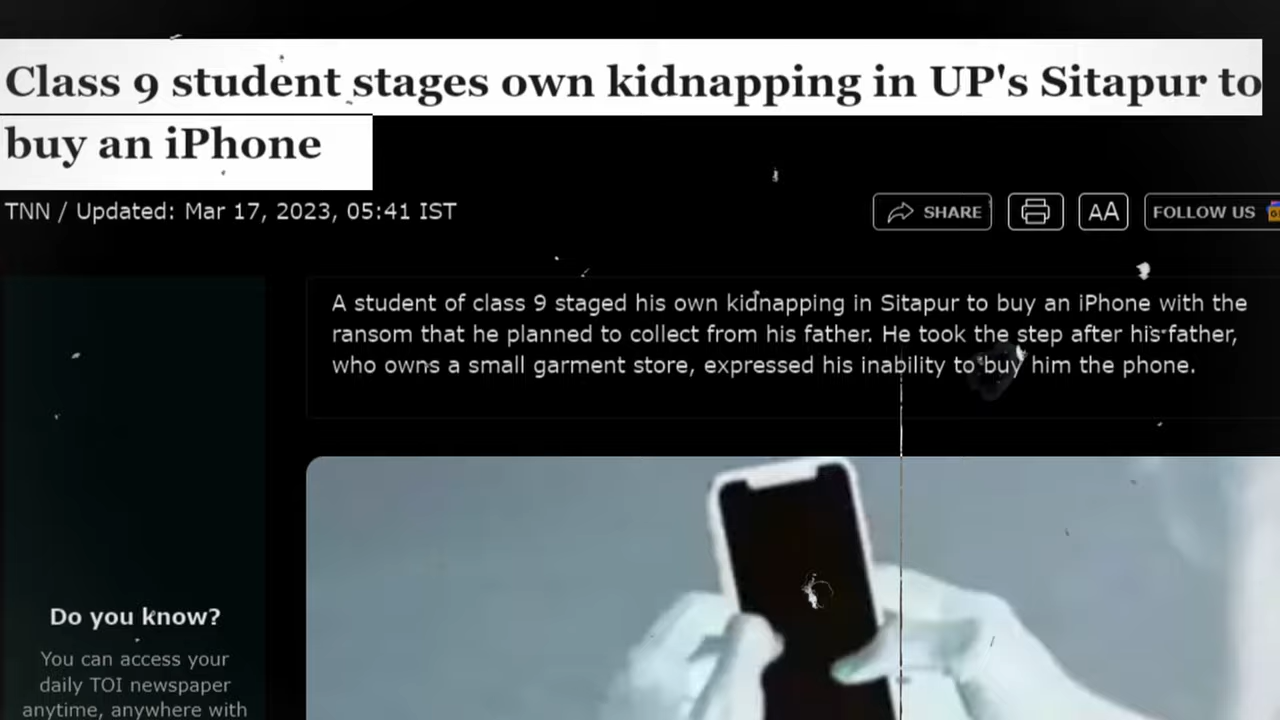 Class 9 student stages own kidnapping in UP's Sitapur to
buy an iPhone
TNN / Updated: Mar 17, 2023, 05:41 IST
SHARE
AA
FOLLOW US
A student of class 9 staged his own kidnapping in Sitapur to buy an iPhone with the
ransom that he planned to collect from his father. He took the step after his father,
who owns a small garment store, expressed his inability to buy him the phone.
Do you know?
You can access your
daily TOI newspaper
anytime, anywhere with